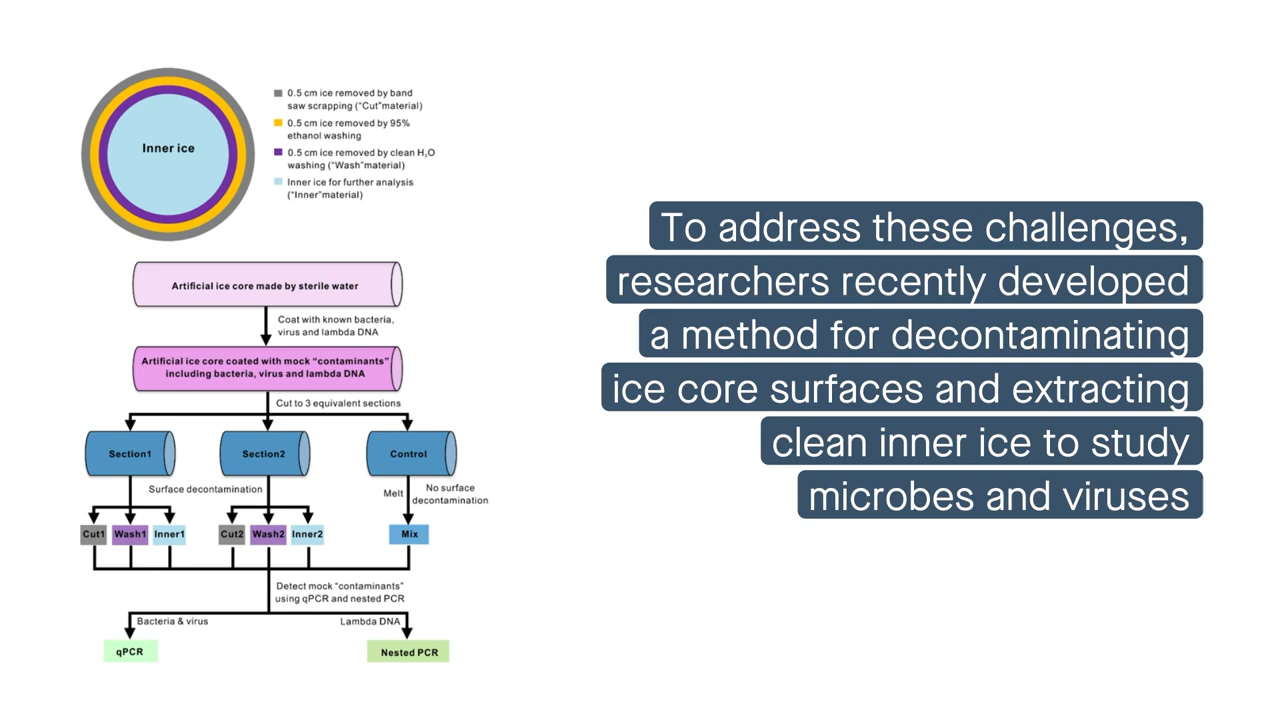 Inner ice
0.5 cm ice removed by band
saw scrapping ("Cut"material)
0.5 cm ice removed by 95%
ethanol washing
0.5 cm ice removed by clean H₂O
washing ("Wash"material)
Inner ice for further analysis
("Inner"material)
Artificial ice core made by sterile water
Coat with known bacteria,
virus and lambda DNA
Artificial ice core coated with mock "contaminants"
including bacteria, virus and lambda DNA
Cut to 3 equivalent sections
Section1
Section2
Control
Surface decontamination
Melt
No surface
decontamination
Cut1
Wash1
Inner1
Cut2
Wash2
Inner2
Mix
Detect mock "contaminants"
using qPCR and nested PCR
Bacteria & virus
Lambda DNA
qPCR
Nested PCR
To address these challenges,
researchers recently developed
a method for decontaminating
ice core surfaces and extracting
clean inner ice to study
microbes and viruses